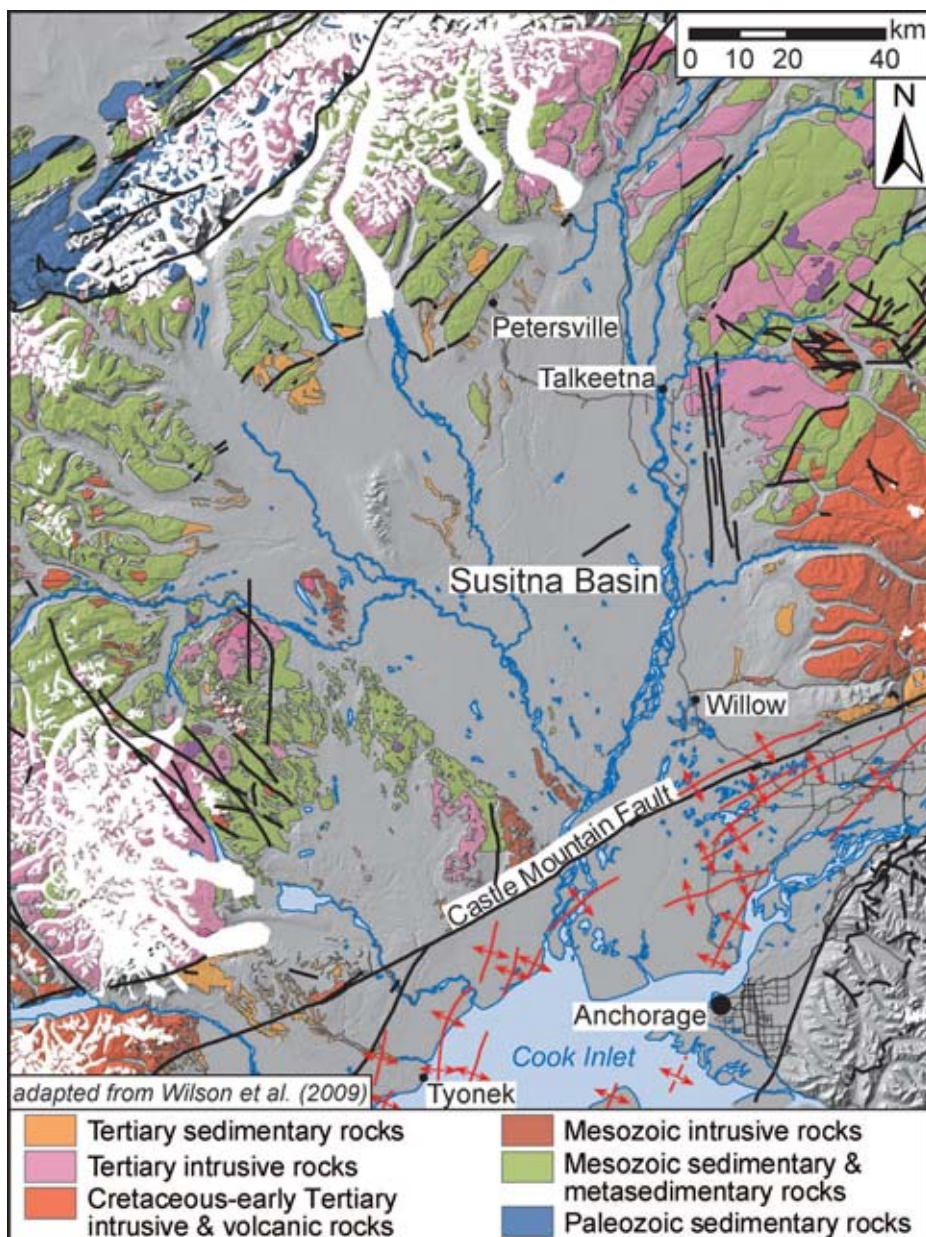 km
0 10 20 40
N
Petersville
Talkeetna
Susitna Basin
Willow
Castle Mountain Fault
Anchorage
Cook Inlet
Tyonek
adapted from Wilson et al. (2009)
Tertiary sedimentary rocks
Tertiary intrusive rocks
Cretaceous-early Tertiary
intrusive & volcanic rocks
Mesozoic intrusive rocks
Mesozoic sedimentary &
metasedimentary rocks
Paleozoic sedimentary rocks